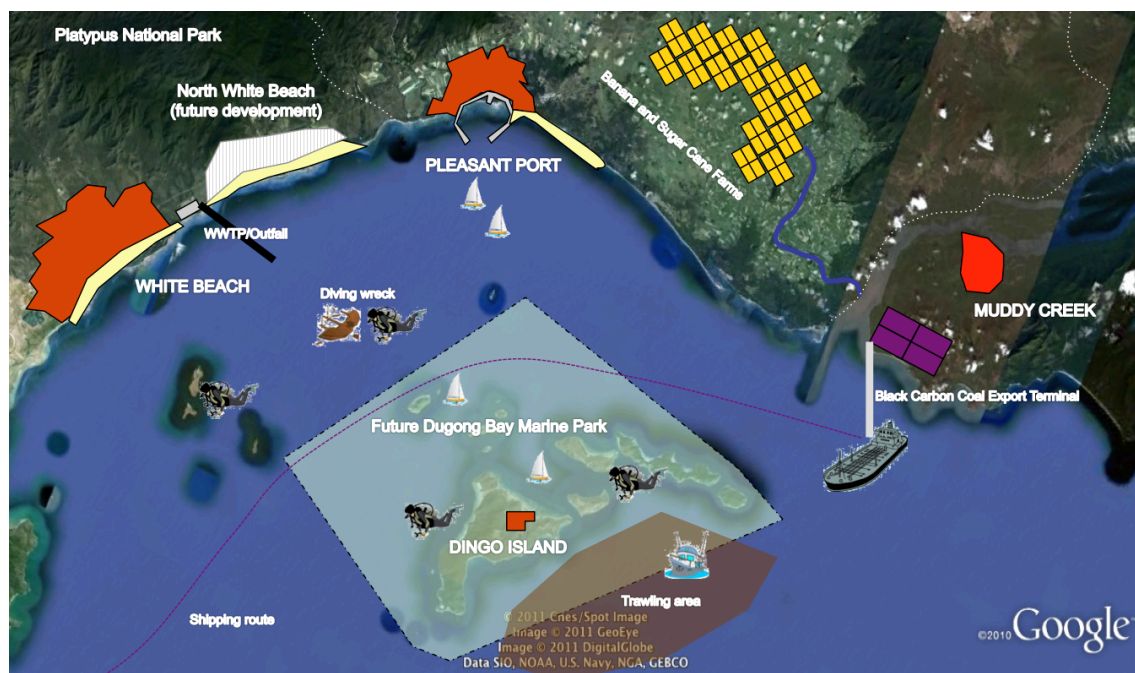 Platypus National Park
North White Beach
(future development)
PLEASANT PORT
Banana and Sugar Cane Farms
WWTP/Outfall
WHITE BEACH
Diving wreck
MUDDY CREEK
Black Carbon Coal Export Terminal
Future Dugong Bay Marine Park
DINGO ISLAND
Trawling area
Shipping route
© 2011 Cnes/Spot Image
Image © 2011 GeoEye
Image © 2011 DigitalGlobe
Data SIO, NOAA, U.S. Navy, NGA, GEBCO
©2010 Google